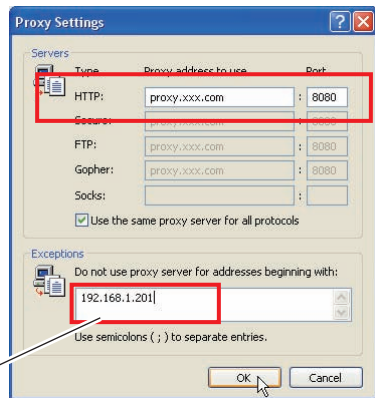 Proxy Settings
Servers
Type Proxy address to use Port
HTTP: proxy.xxx.com : 8080
Secure: proxy.xxx.com : 8080
FTP: proxy.xxx.com : 8080
Gopher: proxy.xxx.com : 8080
Socks: :
Use the same proxy server for all protocols
Exceptions
Do not use proxy server for addresses beginning with:
192.168.1.201
Use semicolons ( ; ) to separate entries.
OK Cancel